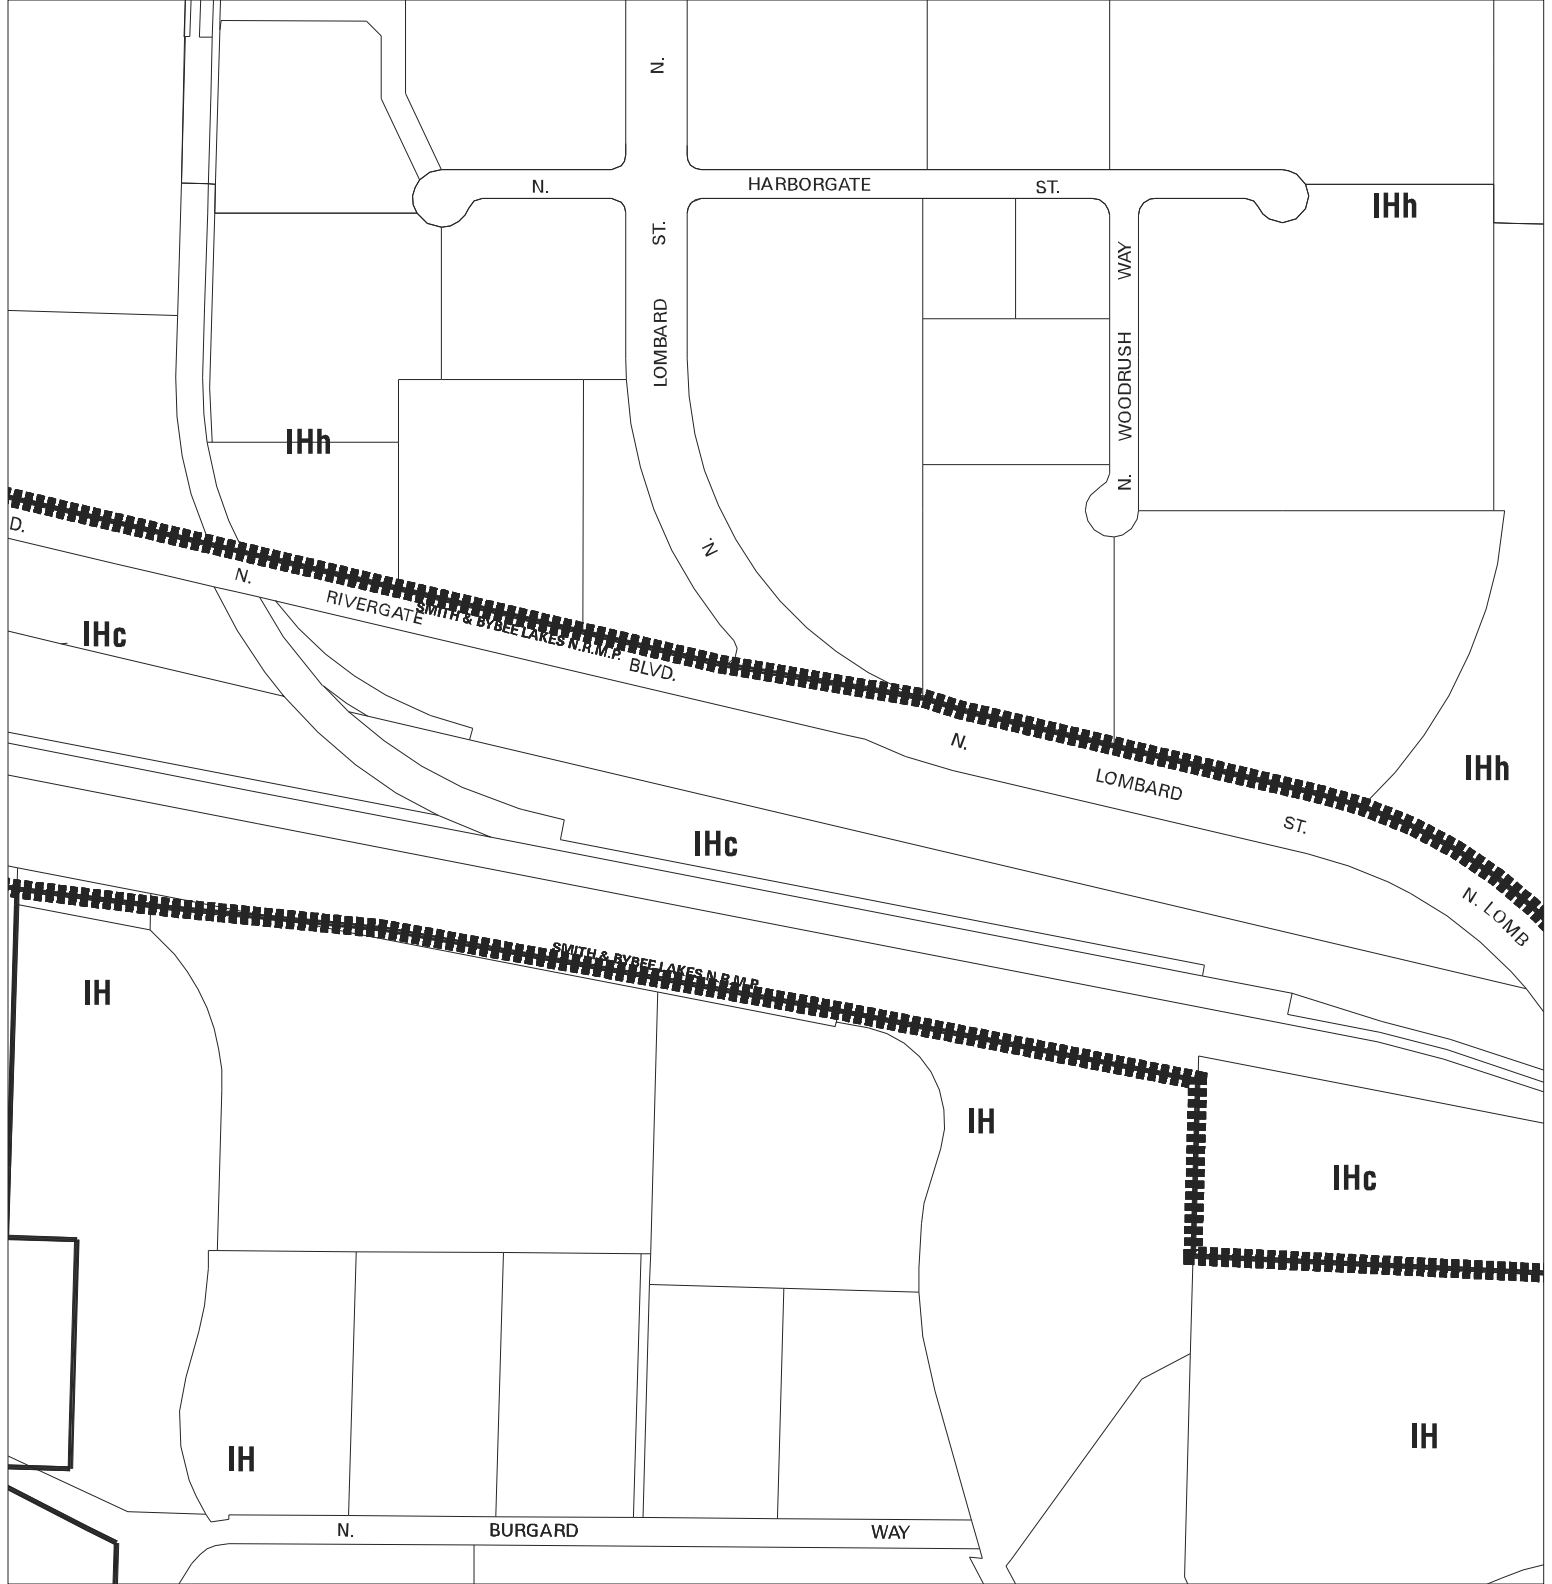 N.
N.
HARBORGATE
ST.
IHh
LOMBARD ST.
N. WOODRUSH WAY
IHh
D.
N.
N.
RIVERGATE
SMITH & BYBEE LAKES N.R.M.P.
BLVD.
IHc
N.
LOMBARD
ST.
IHh
IHc
N. LOMB
SMITH & BYBEE LAKES N.R.M.P.
IH
IH
IHc
IH
IH
N.
BURGARD
WAY